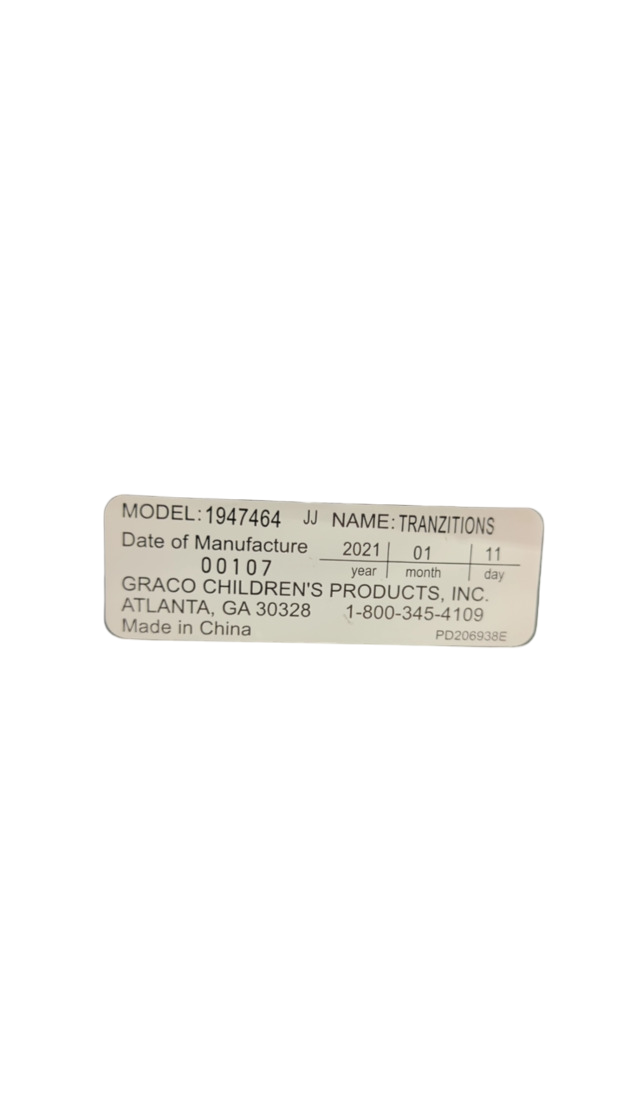 MODEL:1947464 JJ NAME:TRANZITIONS
Date of Manufacture 2021 01 11
00107 year month day
GRACO CHILDREN'S PRODUCTS, INC.
ATLANTA, GA 30328 1-800-345-4109
Made in China PD206938E